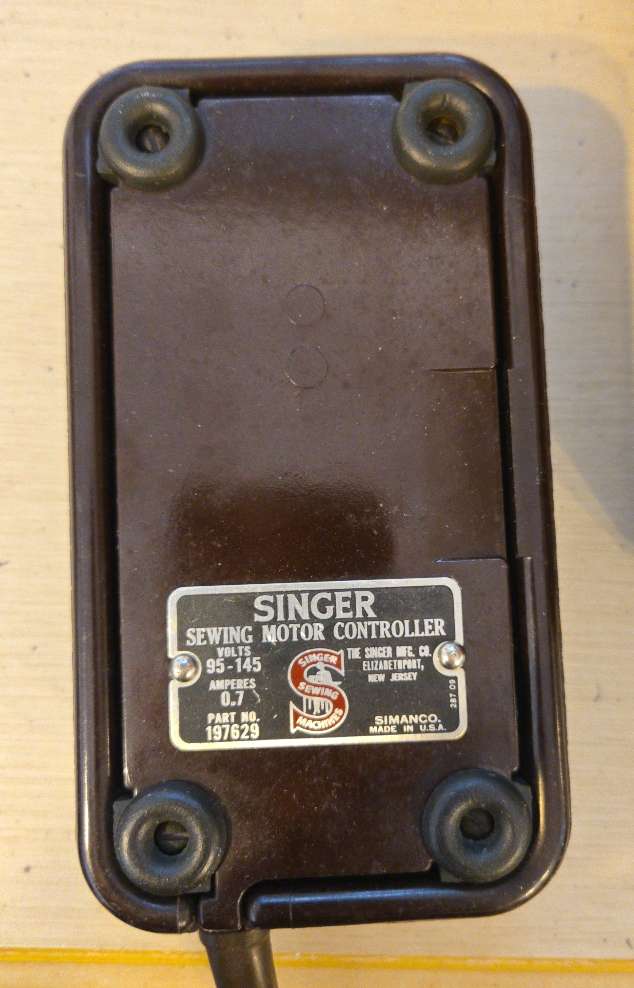 SINGER
SEWING MOTOR CONTROLLER
VOLTS
95-145
AMPERES
0.7
PART NO.
197629
SINGER
SEWING
MACHINES
THE SINGER MFG. CO.
ELIZABETHPORT,
NEW JERSEY
SIMANCO.
MADE IN U.S.A.
287 09